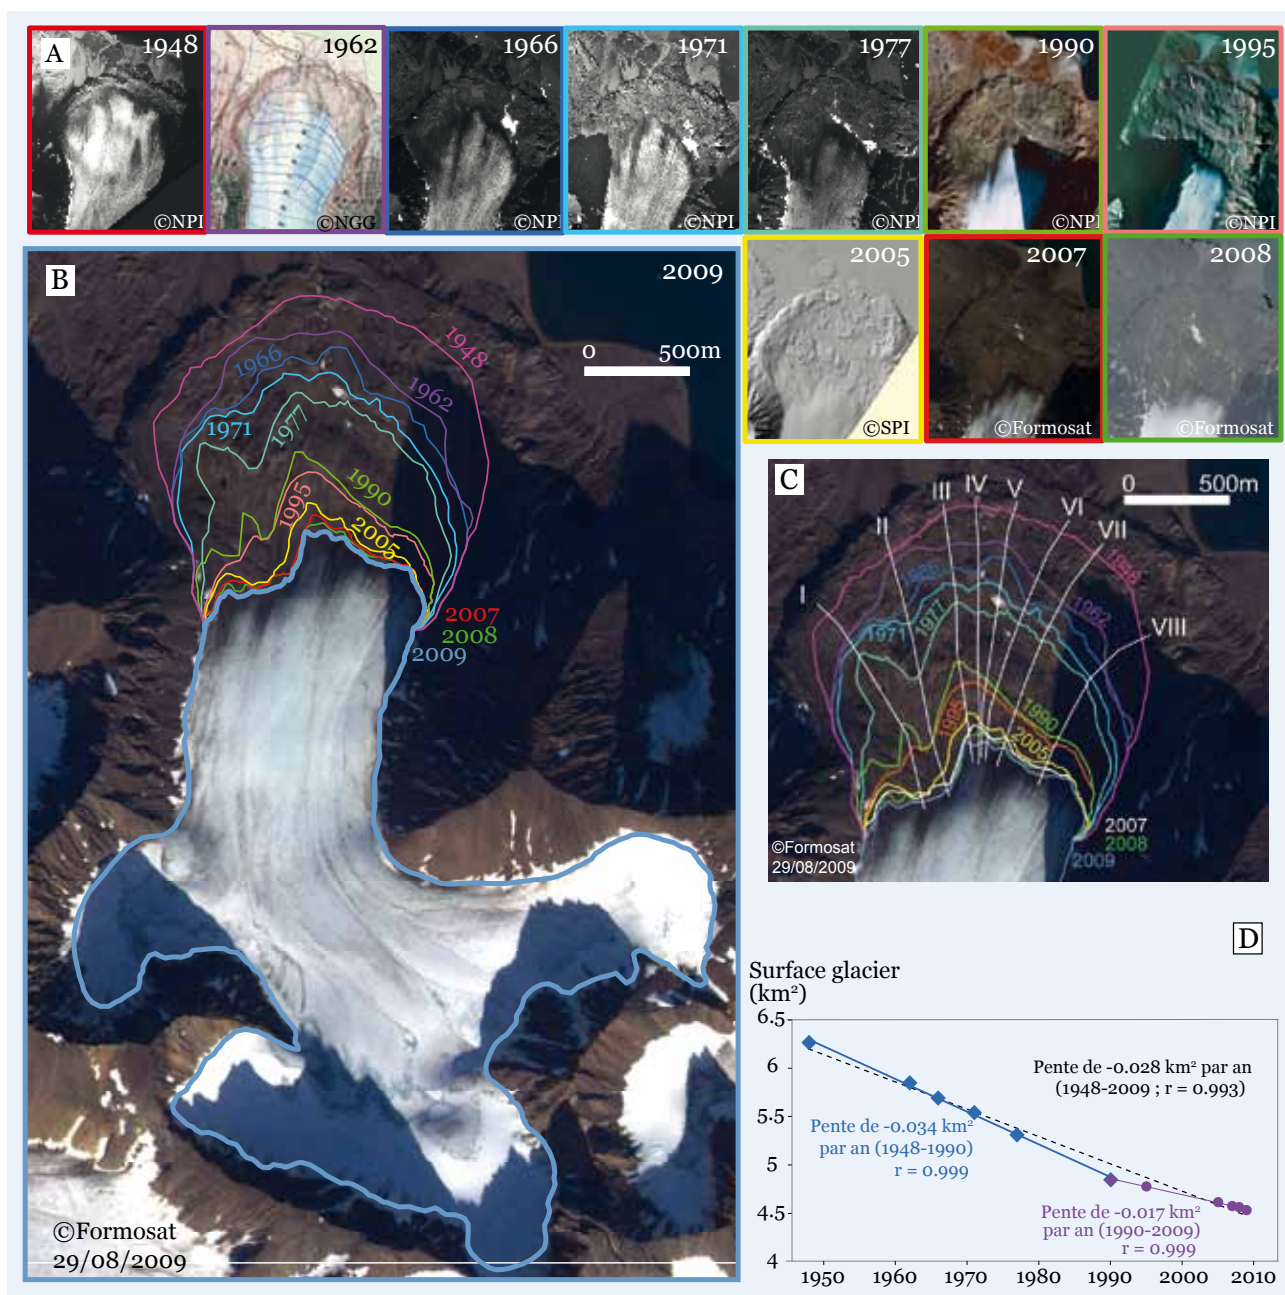 A
1948
©NPI
1962
©NGG
1966
©NPI
1971
©NPI
1977
©NPI
1990
©NPI
1995
©NPI
2005
©SPI
2007
©Formosat
2008
©Formosat
B
2009
0 500m
1948
1966
1962
1971
1977
1990
1995
2005
2007
2008
2009
©Formosat
29/08/2009
C
0 500m
I
II
III
IV
V
VI
VII
VIII
1948
1962
1971
1977
1990
1995
2005
2007
2008
2009
©Formosat
29/08/2009
D
Surface glacier
(km²)
6.5
6
5.5
5
4.5
4
Pente de -0.028 km² par an
(1948-2009 ; r = 0.993)
Pente de -0.034 km²
par an (1948-1990)
r = 0.999
Pente de -0.017 km²
par an (1990-2009)
r = 0.999
1950 1960 1970 1980 1990 2000 2010